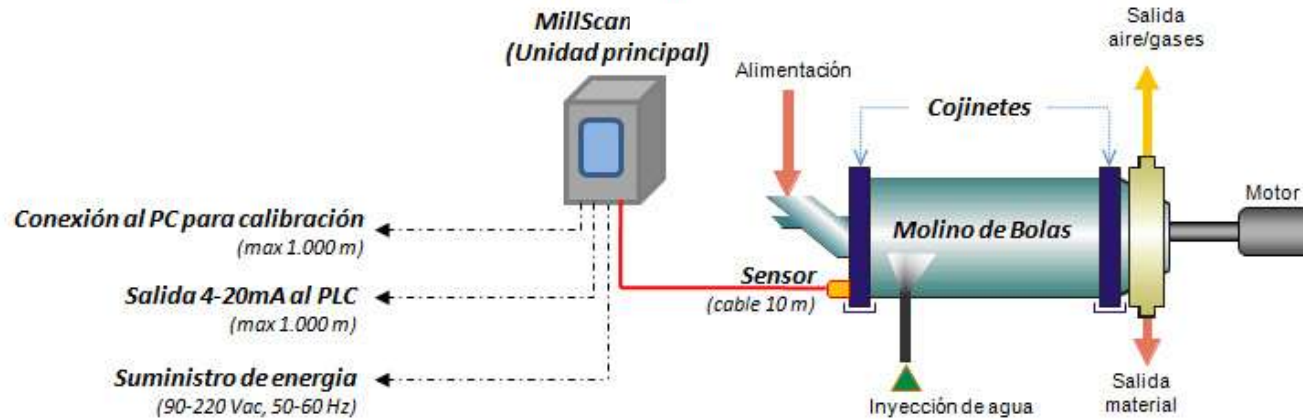 MillScan
(Unidad principal)
Salida
aire/gases
Alimentación
Cojinetes
Motor
Molino de Bolas
Conexión al PC para calibración
(max 1.000 m)
Sensor
(cable 10 m)
Salida 4-20mA al PLC
(max 1.000 m)
Suministro de energia
(90-220 Vac, 50-60 Hz)
Inyección de agua
Salida
material